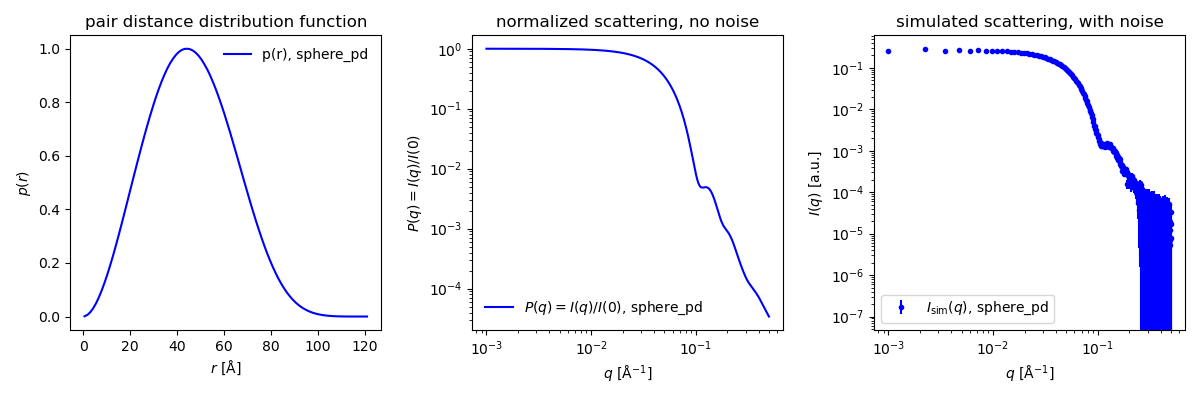 pair distance distribution function
1.0
0.8
0.6
0.4
0.2
0.0
p(r)
p(r), sphere_pd
0 20 40 60 80 100 120
r [Å]
normalized scattering, no noise
10⁰
10⁻¹
10⁻²
10⁻³
10⁻⁴
P(q) = I(q)/I(0)
P(q) = I(q)/I(0), sphere_pd
10⁻³ 10⁻² 10⁻¹
q [Å⁻¹]
simulated scattering, with noise
10⁻¹
10⁻²
10⁻³
10⁻⁴
10⁻⁵
10⁻⁶
10⁻⁷
I(q) [a.u.]
I_sim(q), sphere_pd
10⁻³ 10⁻² 10⁻¹
q [Å⁻¹]